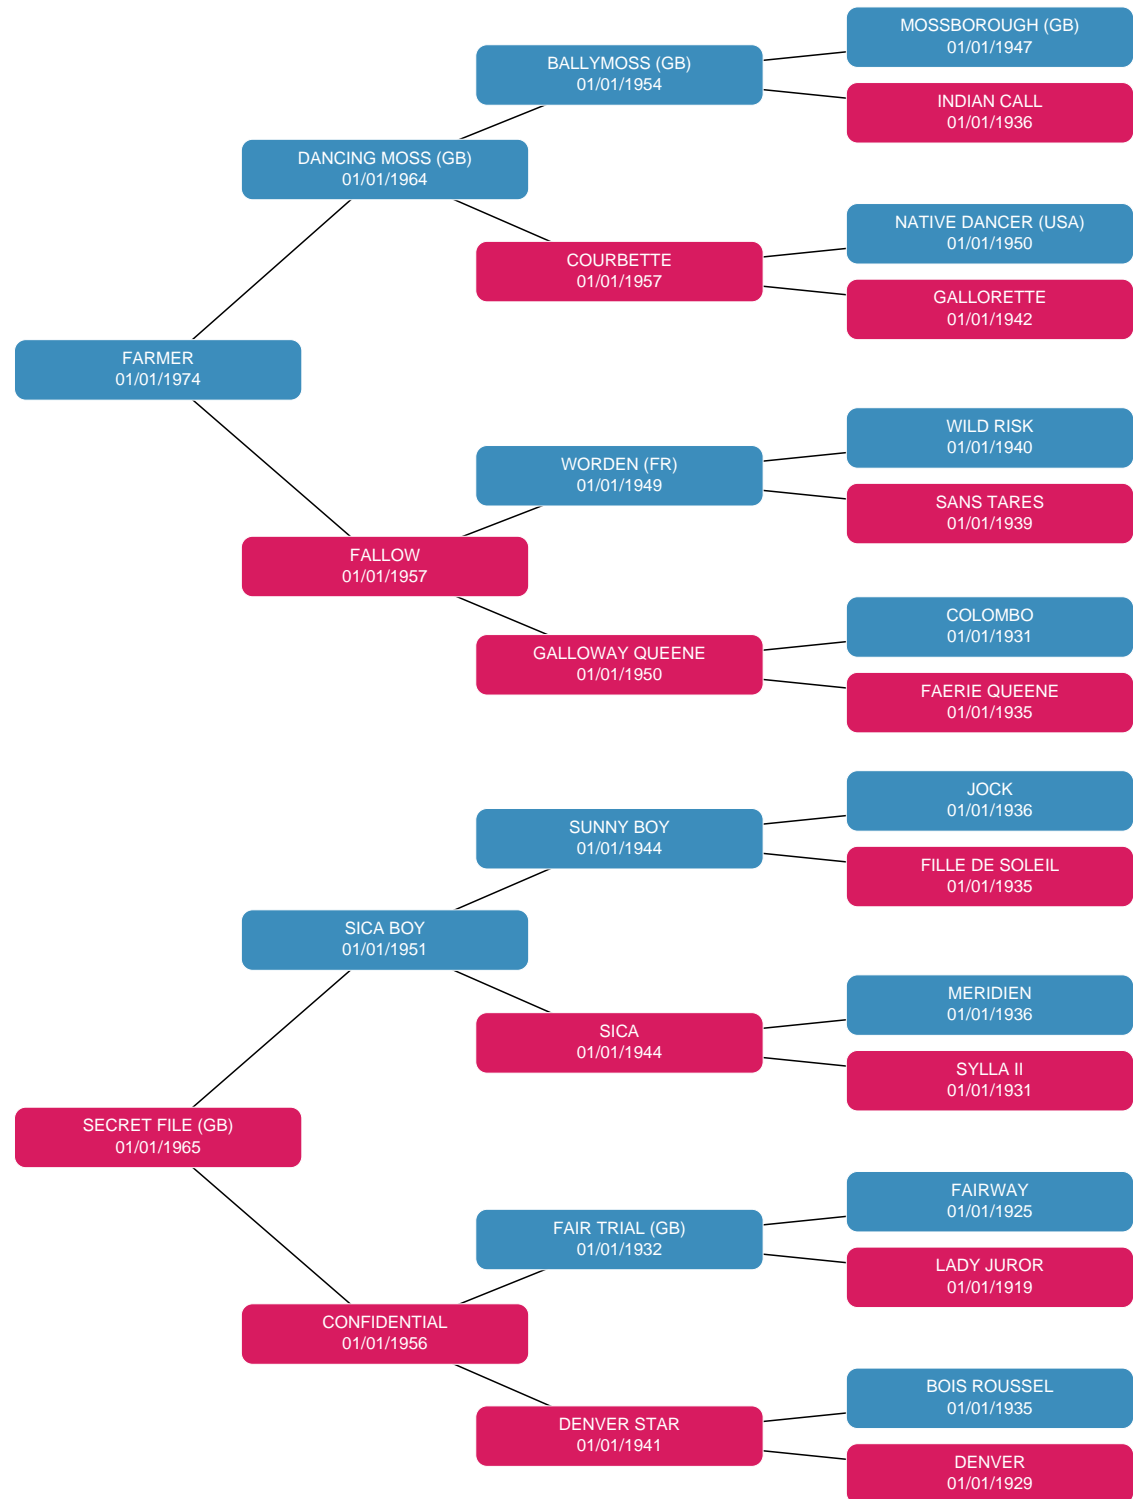 MOSSBOROUGH (GB)
01/01/1947
BALLYMOSS (GB)
01/01/1954
INDIAN CALL
01/01/1936
DANCING MOSS (GB)
01/01/1964
NATIVE DANCER (USA)
01/01/1950
COURBETTE
01/01/1957
GALLORETTE
01/01/1942
FARMER
01/01/1974
WILD RISK
01/01/1940
WORDEN (FR)
01/01/1949
SANS TARES
01/01/1939
FALLOW
01/01/1957
COLOMBO
01/01/1931
GALLOWAY QUEENE
01/01/1950
FAERIE QUEENE
01/01/1935
JOCK
01/01/1936
SUNNY BOY
01/01/1944
FILLE DE SOLEIL
01/01/1935
SICA BOY
01/01/1951
MERIDIEN
01/01/1936
SICA
01/01/1944
SYLLA II
01/01/1931
SECRET FILE (GB)
01/01/1965
FAIRWAY
01/01/1925
FAIR TRIAL (GB)
01/01/1932
LADY JUROR
01/01/1919
CONFIDENTIAL
01/01/1956
BOIS ROUSSEL
01/01/1935
DENVER STAR
01/01/1941
DENVER
01/01/1929